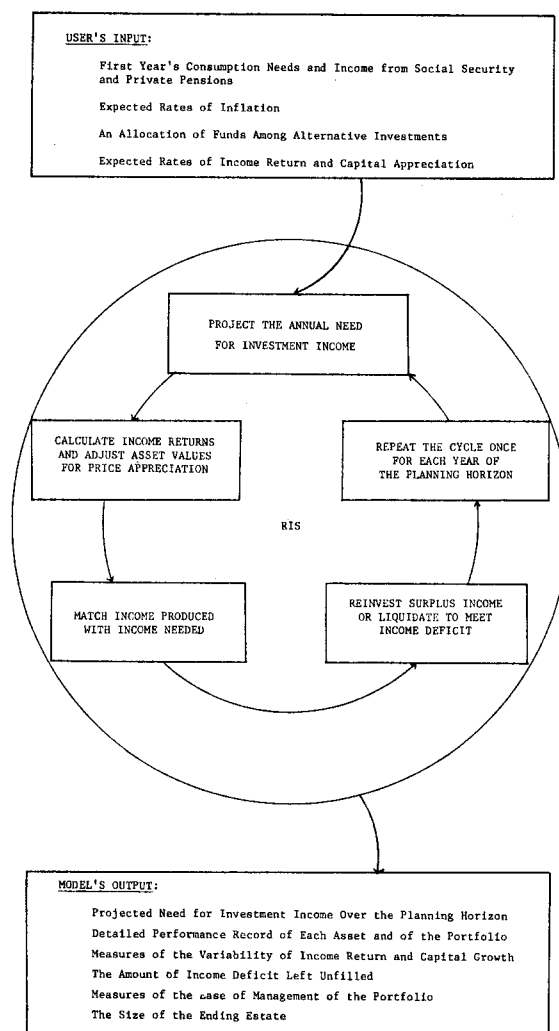 USER'S INPUT:
First Year's Consumption Needs and Income from Social Security
and Private Pensions
Expected Rates of Inflation
An Allocation of Funds Among Alternative Investments
Expected Rates of Income Return and Capital Appreciation
PROJECT THE ANNUAL NEED
FOR INVESTMENT INCOME
CALCULATE INCOME RETURNS
AND ADJUST ASSET VALUES
FOR PRICE APPRECIATION
REPEAT THE CYCLE ONCE
FOR EACH YEAR OF
THE PLANNING HORIZON
RIS
MATCH INCOME PRODUCED
WITH INCOME NEEDED
REINVEST SURPLUS INCOME
OR LIQUIDATE TO MEET
INCOME DEFICIT
MODEL'S OUTPUT:
Projected Need for Investment Income Over the Planning Horizon
Detailed Performance Record of Each Asset and of the Portfolio
Measures of the Variability of Income Return and Capital Growth
The Amount of Income Deficit Left Unfilled
Measures of the Ease of Management of the Portfolio
The Size of the Ending Estate